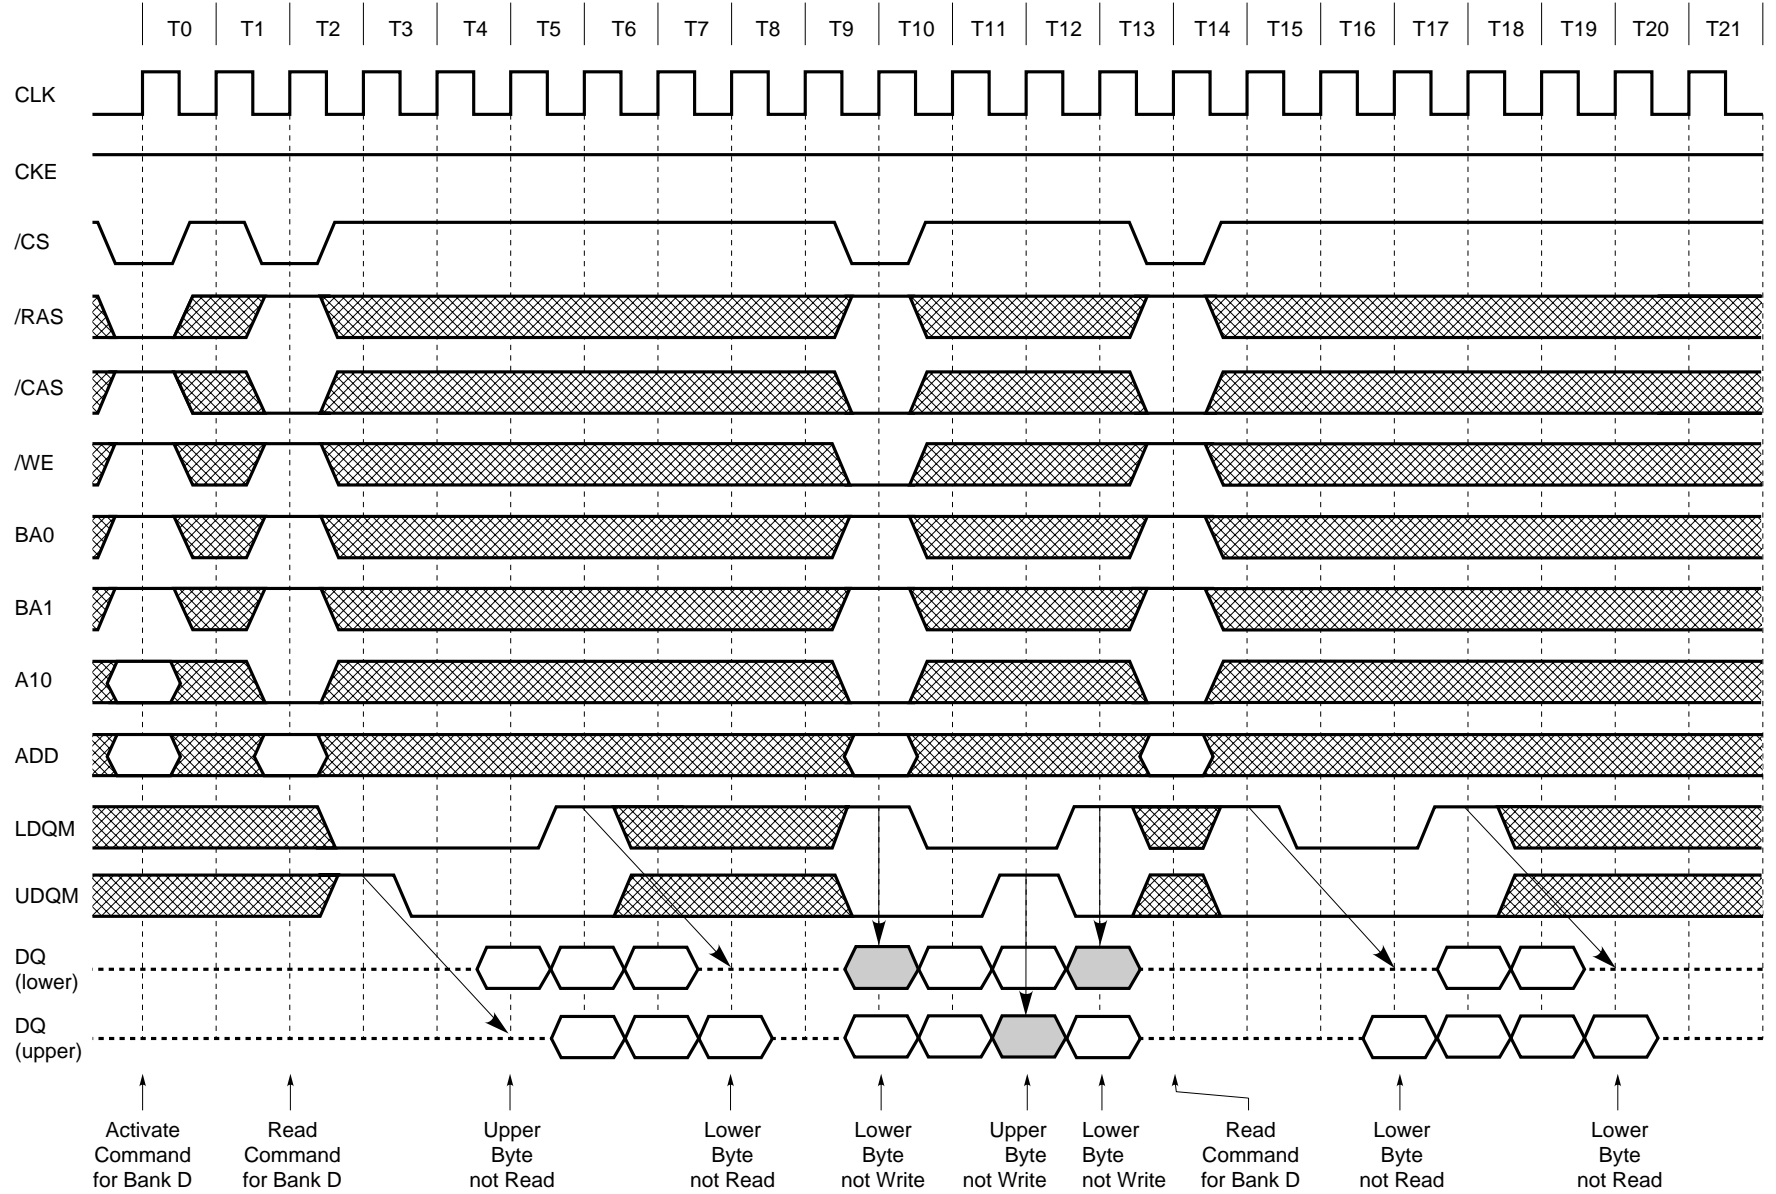 T0 T1 T2 T3 T4 T5 T6 T7 T8 T9 T10 T11 T12 T13 T14 T15 T16 T17 T18 T19 T20 T21
CLK
CKE
/CS
/RAS
/CAS
/WE
BA0
BA1
A10
ADD
LDQM
UDQM
DQ
(lower)
DQ
(upper)
Activate
Command
for Bank D
Read
Command
for Bank D
Upper
Byte
not Read
Lower
Byte
not Read
Lower
Byte
not Write
Upper
Byte
not Write
Lower
Byte
not Write
Read
Command
for Bank D
Lower
Byte
not Read
Lower
Byte
not Read